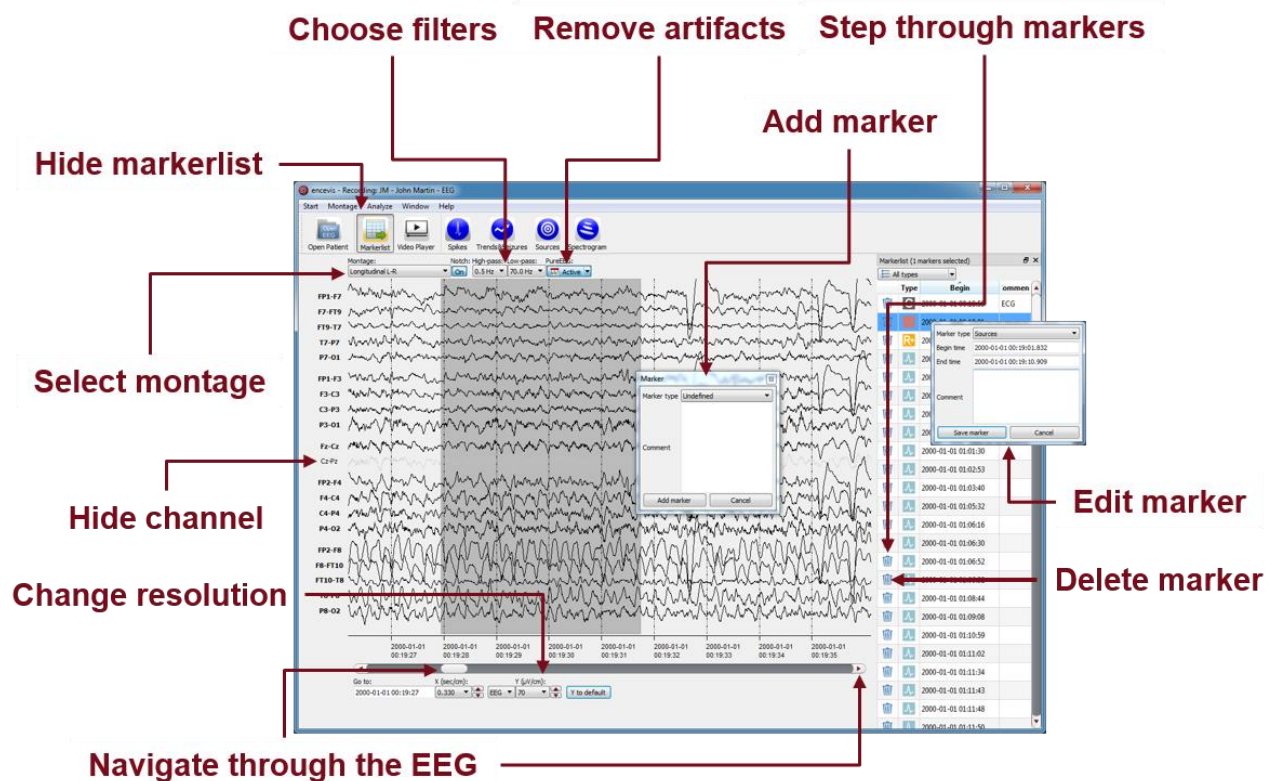 Choose filters
Remove artifacts
Step through markers
Add marker
Hide markerlist
Select montage
Hide channel
Change resolution
Navigate through the EEG
Edit marker
Delete marker
encevis - Recording: JM - John Martin - EEG
Start Montage Analyze Window Help
Open Patient Markerlist Video Player Spikes Sources Spectrogram
Montage: Notch: High-pass: Low-pass:
Longitudinal L-R On 0.5 Hz 70.0 Hz Active
FP1-F7
F7-FT9
FT9-T7
T7-P7
P7-O1
FP1-F3
F3-C3
C3-P3
P3-O1
Fz-Cz
Cz-Pz
FP2-F4
F4-C4
C4-P4
P4-O2
FP2-F8
F8-FT10
FT10-T8
P8-O2
2000-01-01 2000-01-01 2000-01-01 2000-01-01 2000-01-01 2000-01-01 2000-01-01 2000-01-01 2000-01-01
00:19:27 00:19:28 00:19:29 00:19:30 00:19:31 00:19:32 00:19:33 00:19:34 00:19:35
Go to: X (sec/cm): Y (µV/cm):
2000-01-01 00:19:27 0.330 EEG 70 Y to default
Marker
Marker type Undefined
Comment
Add marker Cancel
Markerlist (1 markers selected)
All types
Type Begin ommen
ECG
Marker type Sources
Begin time 2000-01-01 00:19:01.832
End time 2000-01-01 00:19:10.909
Comment
Save marker Cancel
2000-01-01 01:01:30
2000-01-01 01:02:53
2000-01-01 01:03:40
2000-01-01 01:05:32
2000-01-01 01:06:16
2000-01-01 01:06:30
2000-01-01 01:06:52
2000-01-01 01:08:44
2000-01-01 01:09:08
2000-01-01 01:10:59
2000-01-01 01:11:02
2000-01-01 01:11:34
2000-01-01 01:11:43
2000-01-01 01:11:48
2000-01-01 01:11:50